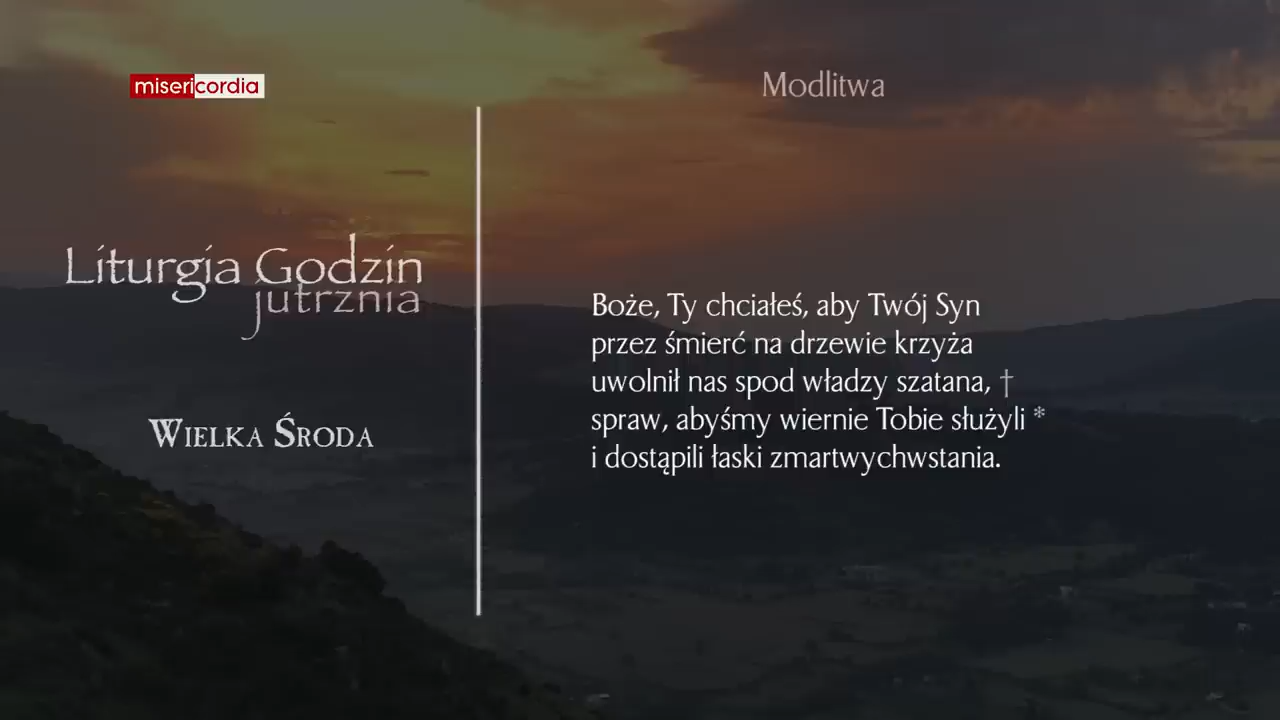 misericordia
Liturgia Godzin
jutrznia
Wielka Środa
Modlitwa
Boże, Ty chciałeś, aby Twój Syn
przez śmierć na drzewie krzyża
uwolnił nas spod władzy szatana, †
spraw, abyśmy wiernie Tobie służyli *
i dostąpili łaski zmartwychwstania.